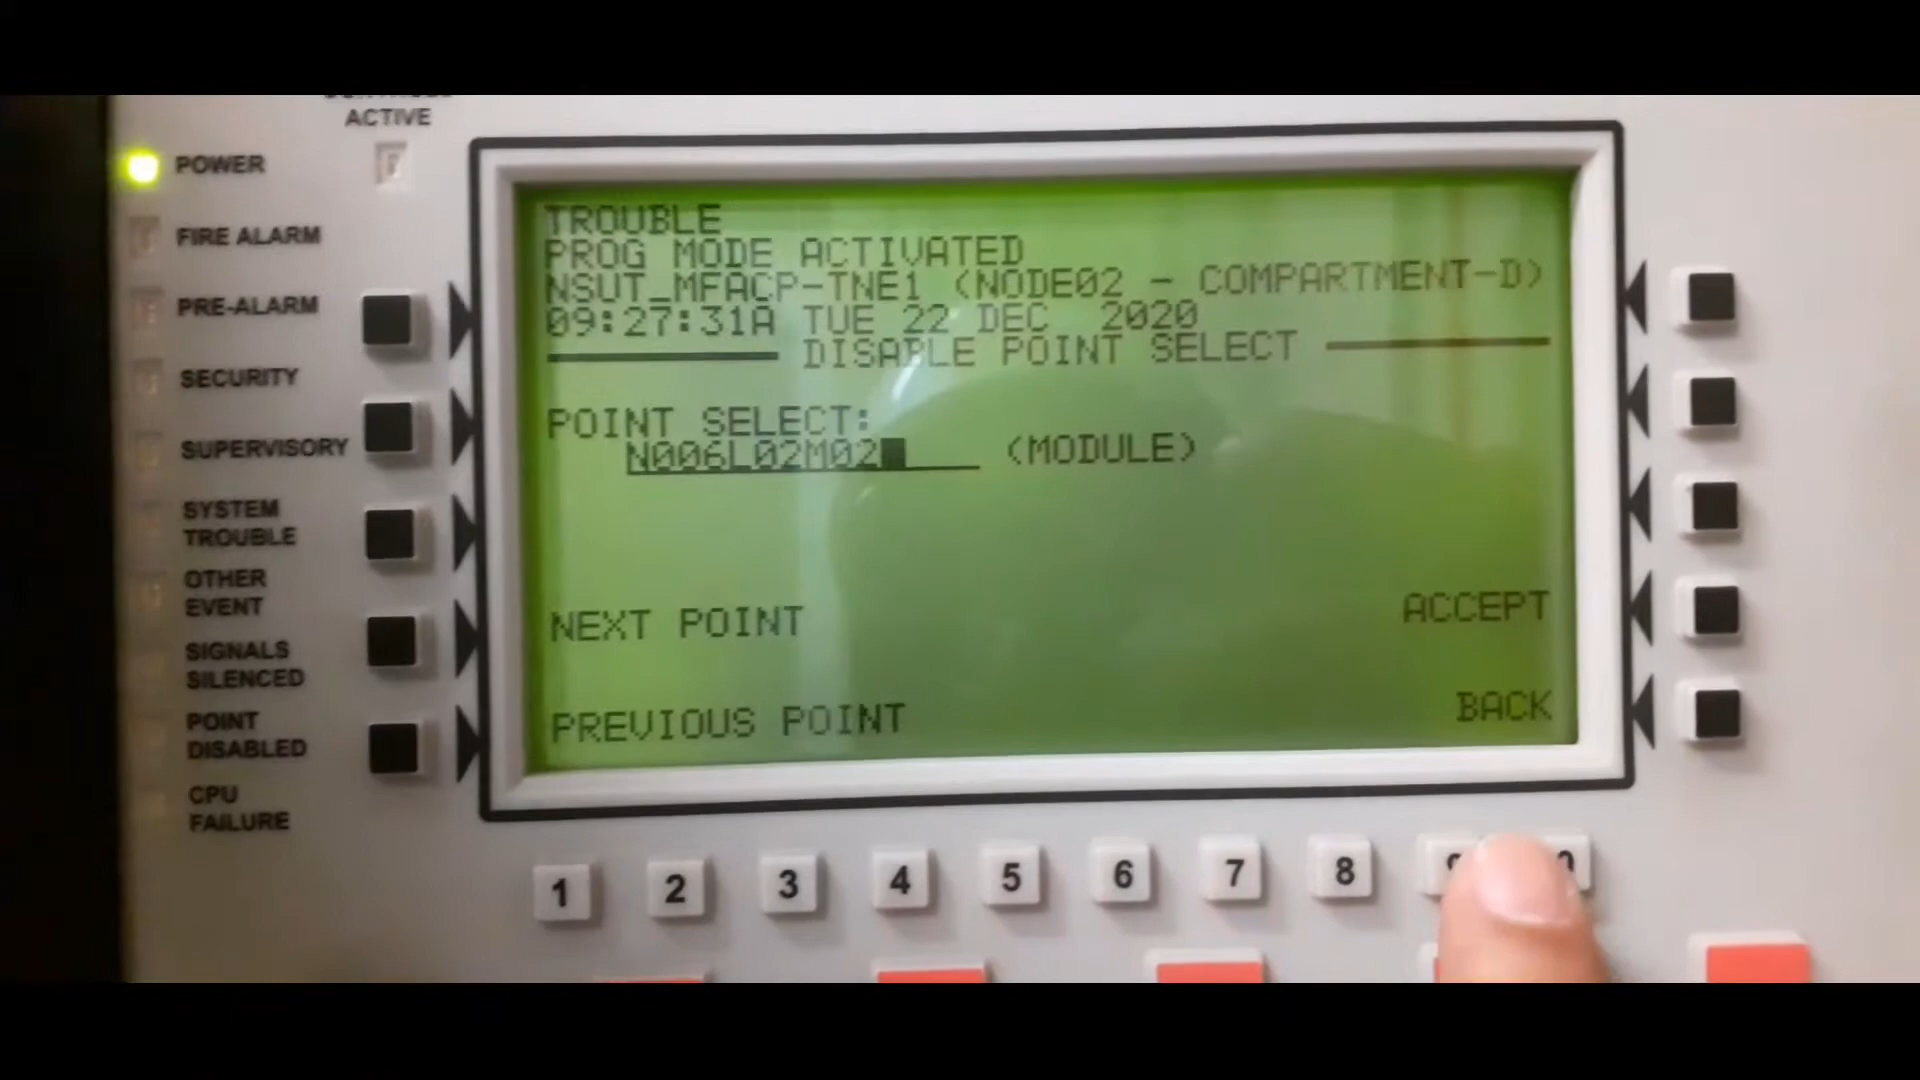 ACTIVE
POWER
FIRE ALARM
PRE-ALARM
SECURITY
SUPERVISORY
SYSTEM
TROUBLE
OTHER
EVENT
SIGNALS
SILENCED
POINT
DISABLED
CPU
FAILURE
TROUBLE
PROG MODE ACTIVATED
NSUT_MFACP-TNE1 (NODE02 - COMPARTMENT-D)
09:27:31A TUE 22 DEC 2020
DISABLE POINT SELECT
POINT SELECT:
N006L02M02 (MODULE)
NEXT POINT ACCEPT
PREVIOUS POINT BACK
1 2 3 4 5 6 7 8 9 0